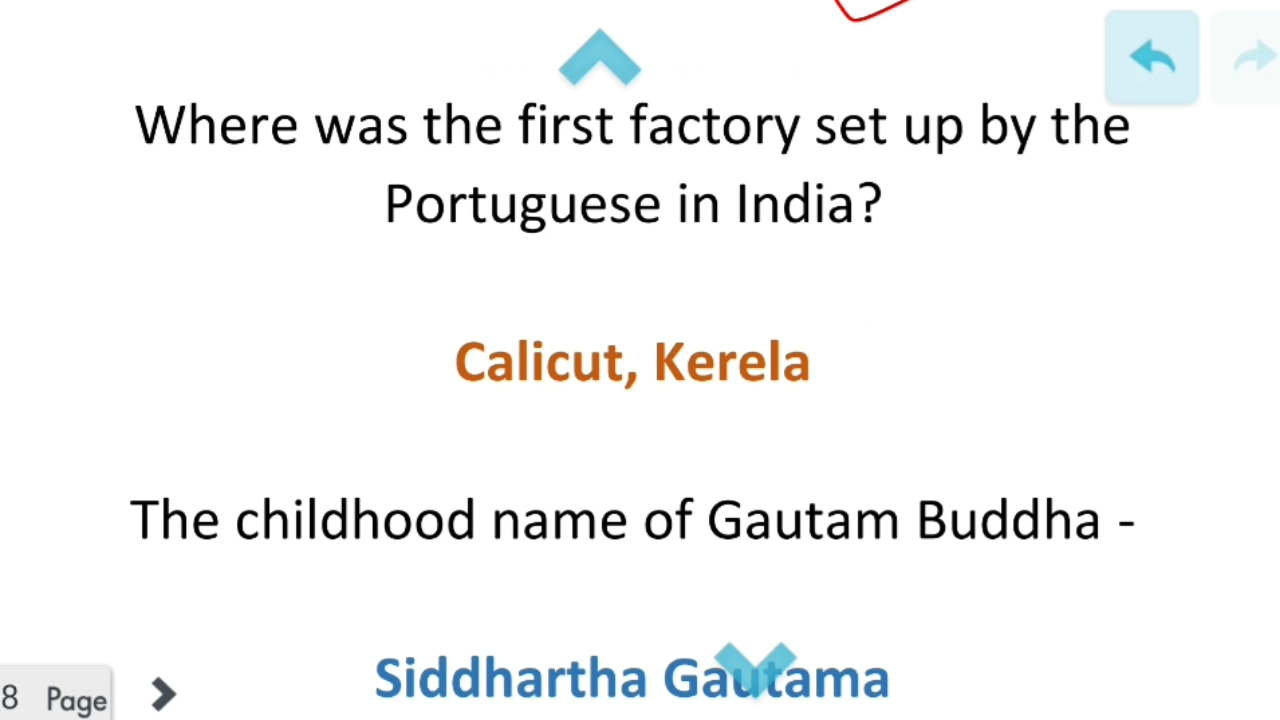 Where was the first factory set up by the
Portuguese in India?
Calicut, Kerela
The childhood name of Gautam Buddha -
Siddhartha Gautama
8 Page